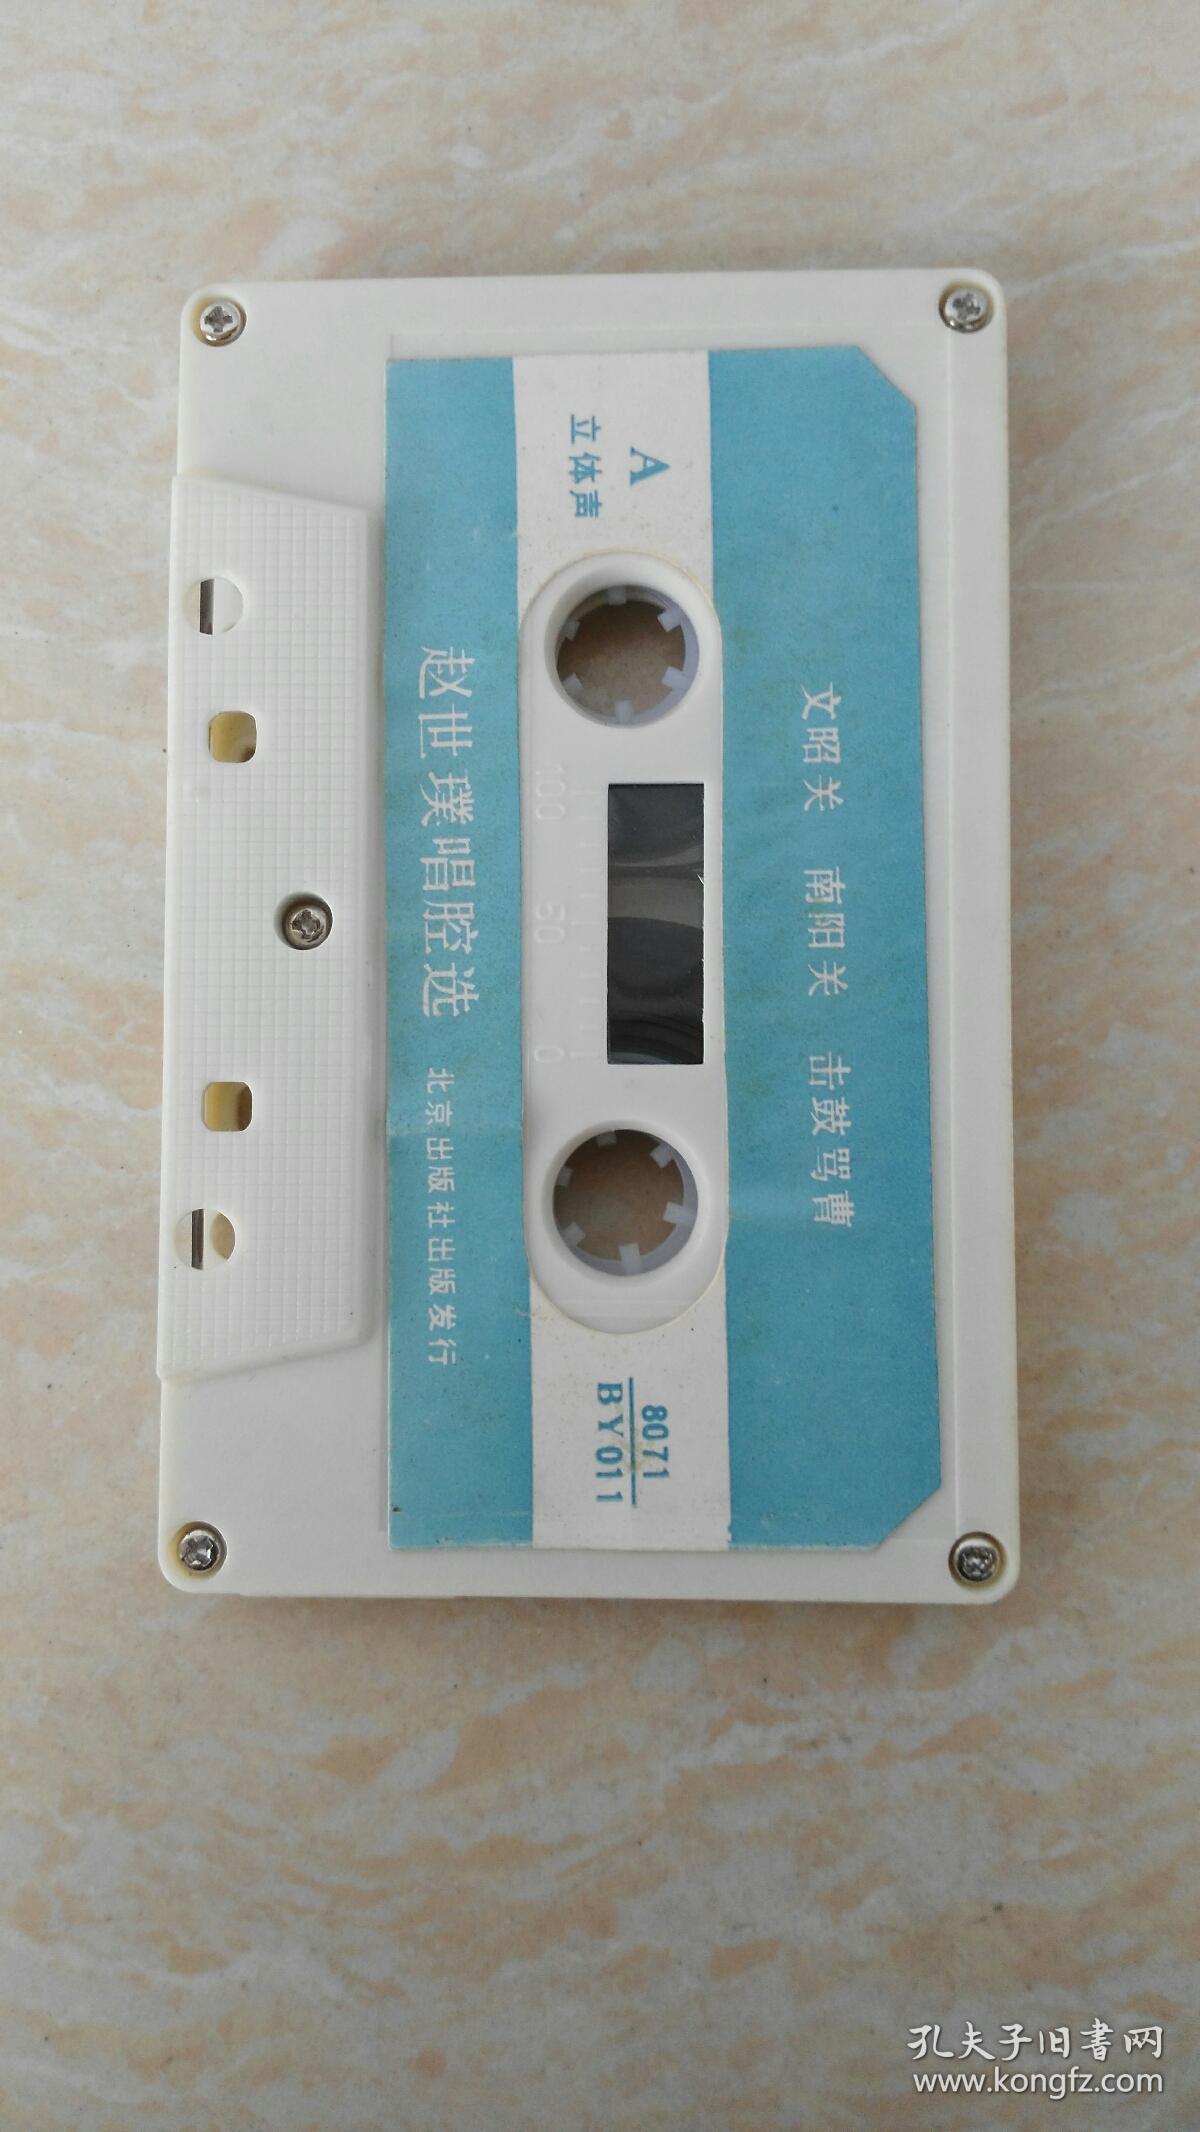 文昭关 南阳关 击鼓骂曹
A
立体声
8071
BY011
100 50 0
赵世璞唱腔选 北京出版社出版发行
孔夫子旧书网
www.kongfz.com